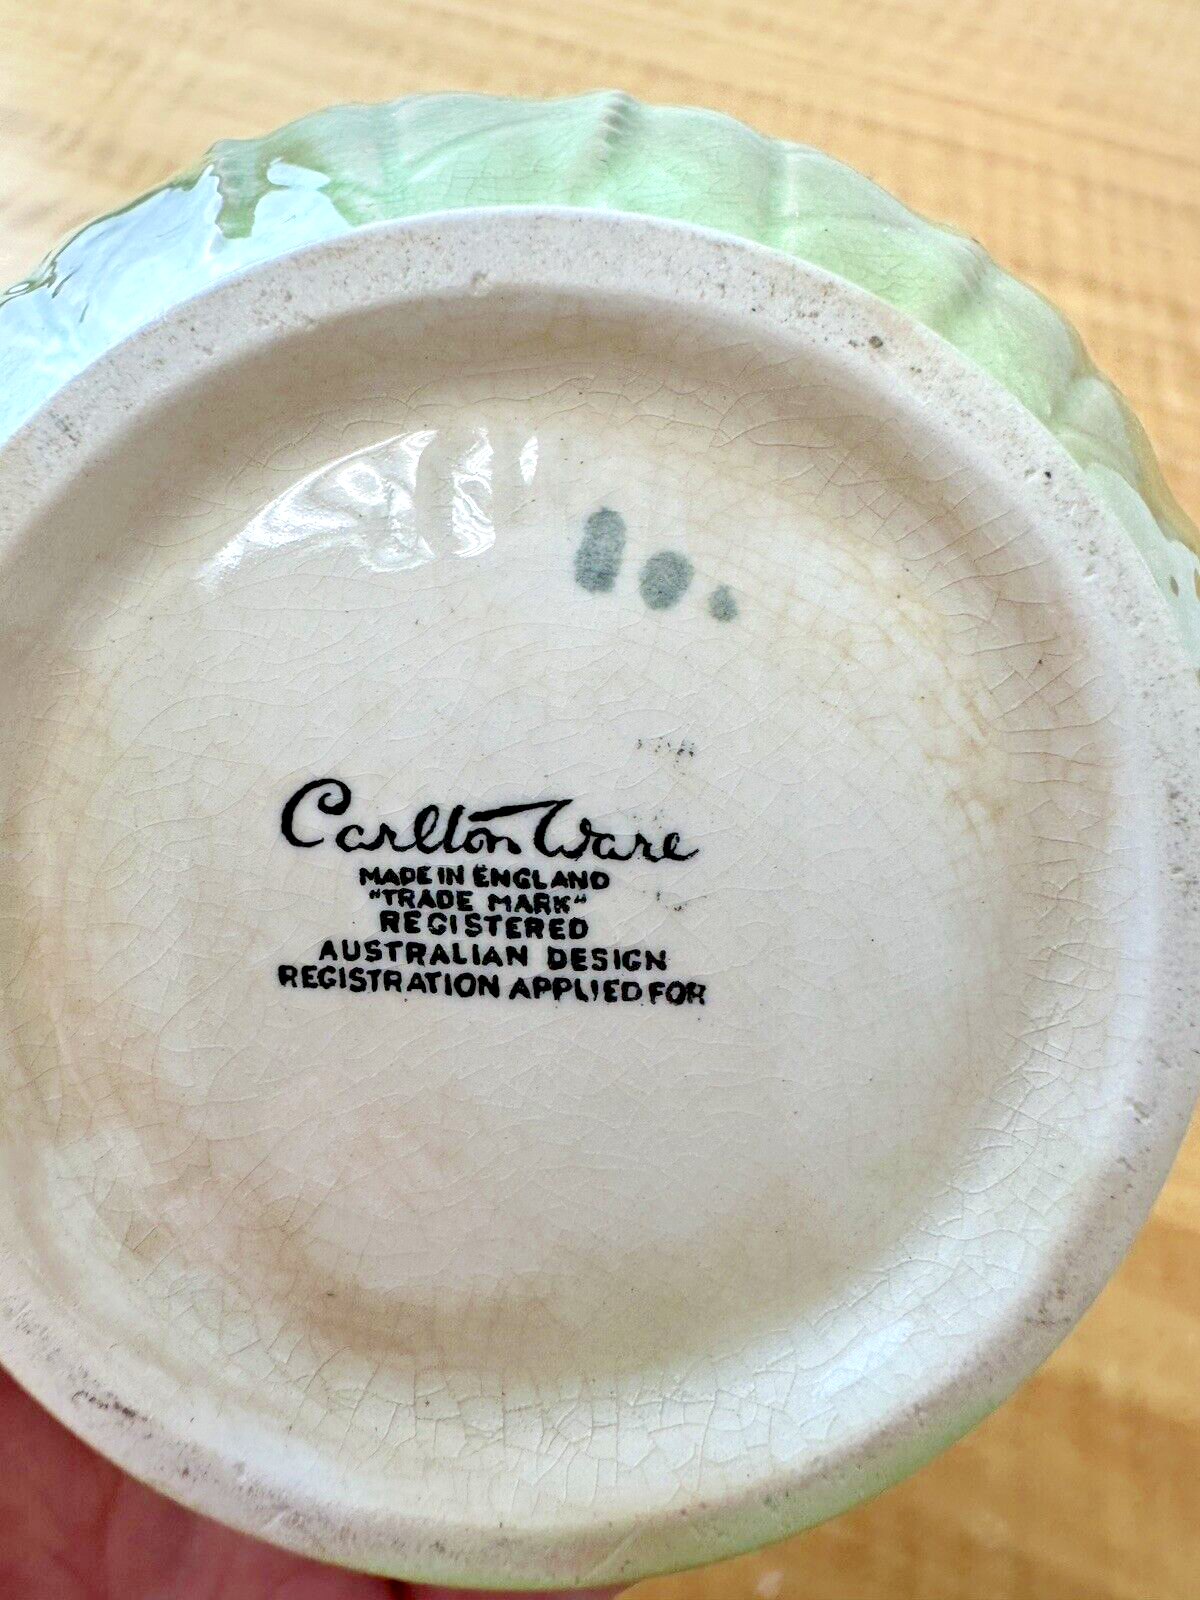 Carlton Ware
MADE IN ENGLAND
"TRADE MARK"
REGISTERED
AUSTRALIAN DESIGN
REGISTRATION APPLIED FOR